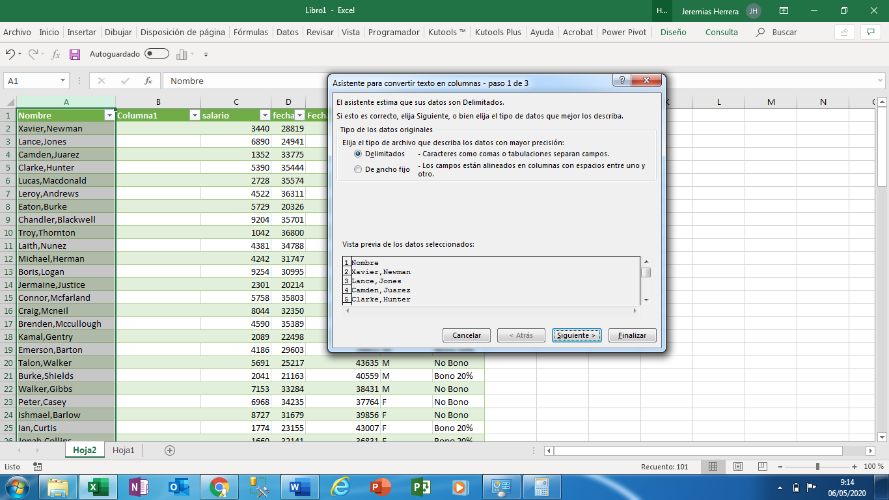 Libro1 - Excel
H...
Jeremias Herrera
JH
Archivo Inicio Insertar Dibujar Disposición de página Fórmulas Datos Revisar Vista Programador Kutools ™ Kutools Plus Ayuda Acrobat Power Pivot Diseño Consulta Buscar
Autoguardado
A1 fx Nombre
A B C D L M N
1 Nombre Columna1 salario fecha Fech
2 Xavier,Newman 3440 28819
3 Lance,Jones 6890 24941
4 Camden,Juarez 1352 33775
5 Clarke,Hunter 5390 35444
6 Lucas,Macdonald 2728 35574
7 Leroy,Andrews 4522 36311
8 Eaton,Burke 5729 20326
9 Chandler,Blackwell 9204 35701
10 Troy,Thornton 1042 36800
11 Laith,Nunez 4381 34788
12 Michael,Herman 4242 31747
13 Boris,Logan 9254 30995
14 Jermaine,Justice 2301 20214
15 Connor,Mcfarland 5758 35803
16 Craig,Mcneil 8044 32350
17 Brenden,Mccullough 4590 35389
18 Kamal,Gentry 2089 22498
19 Emerson,Barton 4186 29603
20 Talon,Walker 5691 25217 43635 M No Bono
21 Burke,Shields 2041 21163 40559 M Bono 20%
22 Walker,Gibbs 7153 33284 38431 M No Bono
23 Peter,Casey 6968 34235 37764 F No Bono
24 Ishmael,Barlow 8727 31679 39856 F No Bono
25 Ian,Curtis 1774 23155 43007 F Bono 20%
26 Jonah,Collins 1660 32141 36831 F Bono 20%
Asistente para convertir texto en columnas - paso 1 de 3
El asistente estima que sus datos son Delimitados.
Si esto es correcto, elija Siguiente, o bien elija el tipo de datos que mejor los describa.
Tipo de los datos originales
Elija el tipo de archivo que describa los datos con mayor precisión:
Delimitados - Caracteres como comas o tabulaciones separan campos.
De ancho fijo - Los campos están alineados en columnas con espacios entre uno y
otro.
Vista previa de los datos seleccionados:
1 Nombre
2 Xavier,Newman
3 Lance,Jones
4 Camden,Juarez
5 Clarke,Hunter
Cancelar < Atrás Siguiente > Finalizar
Hoja2 Hoja1
Listo Recuento: 101 100 %
9:14
06/05/2020